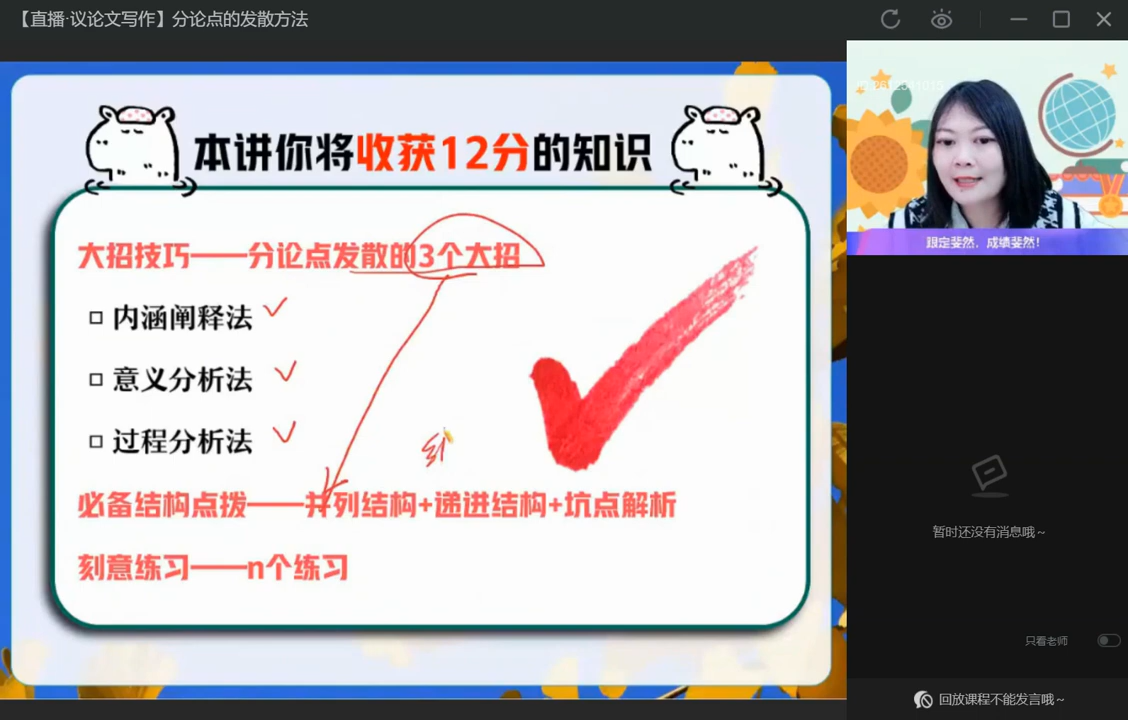 【直播·议论文写作】分论点的发散方法
本讲你将收获12分的知识
大招技巧——分论点发散的3个大招
内涵阐释法
意义分析法
过程分析法
必备结构点拨——并列结构+递进结构+坑点解析
刻意练习——n个练习
跟定斐然，成绩斐然！
暂时还没有消息哦～
只看老师
回放课程不能发言哦～